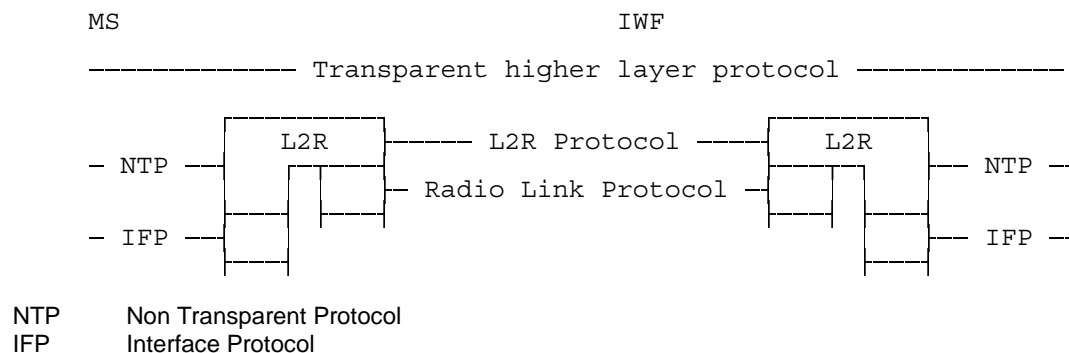 MS IWF
Transparent higher layer protocol
L2R L2R Protocol L2R
NTP NTP
Radio Link Protocol
IFP IFP
NTP Non Transparent Protocol
IFP Interface Protocol